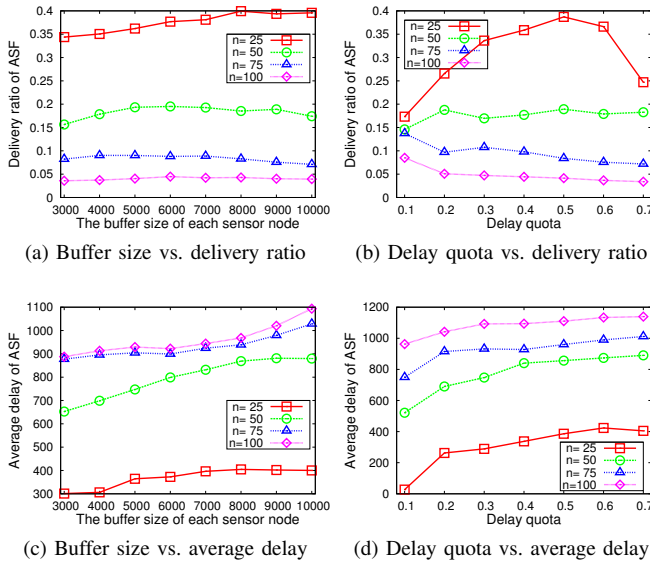 0.4
0.35
0.3
0.25
0.2
0.15
0.1
0.05
0
Delivery ratio of ASF
n= 25
n= 50
n= 75
n=100
3000 4000 5000 6000 7000 8000 9000 10000
The buffer size of each sensor node
(a) Buffer size vs. delivery ratio
0.4
0.35
0.3
0.25
0.2
0.15
0.1
0.05
0
Delivery ratio of ASF
n= 25
n= 50
n= 75
n=100
0.1 0.2 0.3 0.4 0.5 0.6 0.7
Delay quota
(b) Delay quota vs. delivery ratio
1100
1000
900
800
700
600
500
400
300
Average delay of ASF
n= 25
n= 50
n= 75
n=100
3000 4000 5000 6000 7000 8000 9000 10000
The buffer size of each sensor node
(c) Buffer size vs. average delay
1200
1000
800
600
400
200
0
Average delay of ASF
n= 25
n= 50
n= 75
n=100
0.1 0.2 0.3 0.4 0.5 0.6 0.7
Delay quota
(d) Delay quota vs. average delay